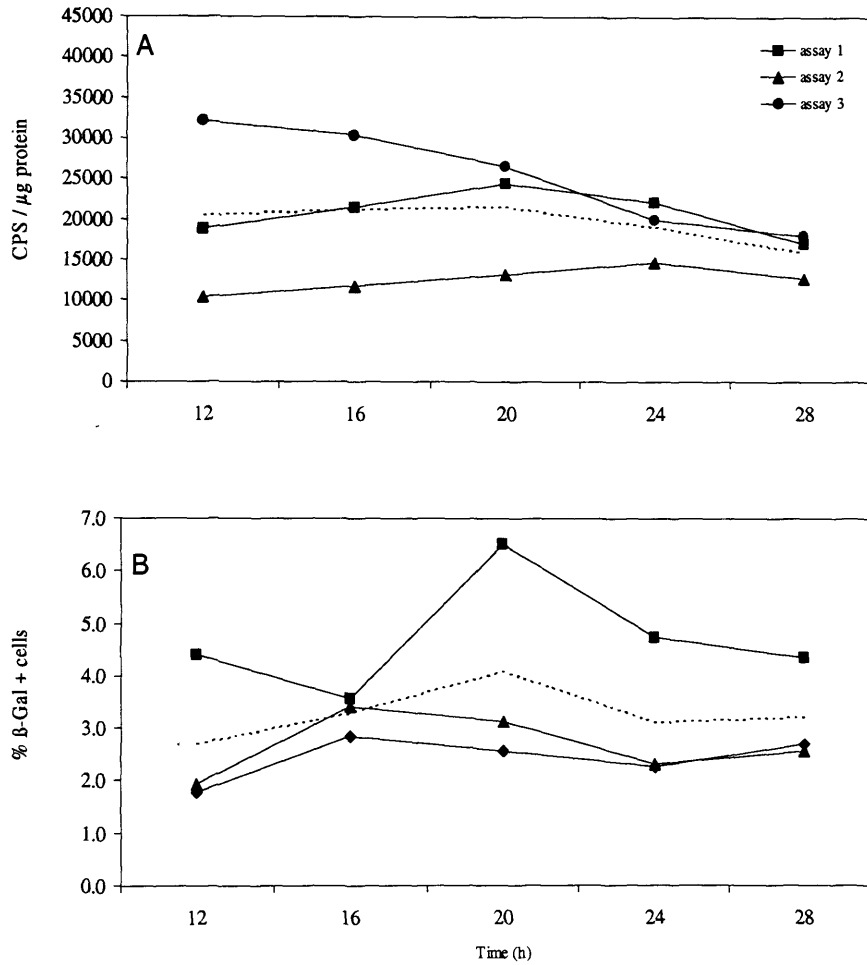 A
45000
40000
35000
30000
25000
20000
15000
10000
5000
0
CPS / µg protein
assay 1
assay 2
assay 3
12 16 20 24 28
B
7.0
6.0
5.0
4.0
3.0
2.0
1.0
0.0
% ß-Gal + cells
12 16 20 24 28
Time (h)